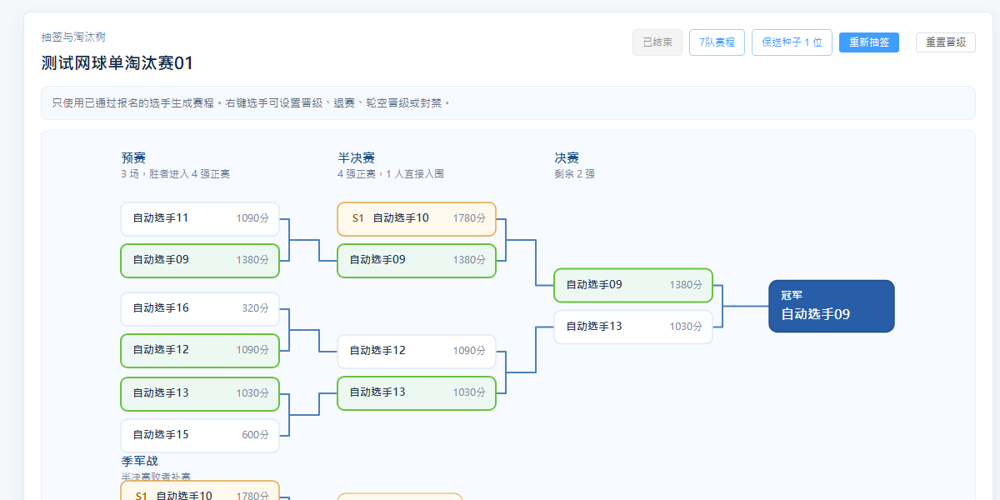 抽签与淘汰树
测试网球单淘汰赛01
已结束
7队赛程
保送种子 1 位
重新抽签
重置晋级
只使用已通过报名的选手生成赛程。右键选手可设置晋级、退赛、轮空晋级或封禁。
预赛
3 场，胜者进入 4 强正赛
半决赛
4 强正赛，1 人直接入围
决赛
剩余 2 强
自动选手11 1090分
自动选手09 1380分
自动选手16 320分
自动选手12 1090分
自动选手13 1030分
自动选手15 600分
S1 自动选手10 1780分
自动选手09 1380分
自动选手12 1090分
自动选手13 1030分
自动选手09 1380分
自动选手13 1030分
冠军
自动选手09
季军战
半决赛败者补赛
S1 自动选手10 1780分